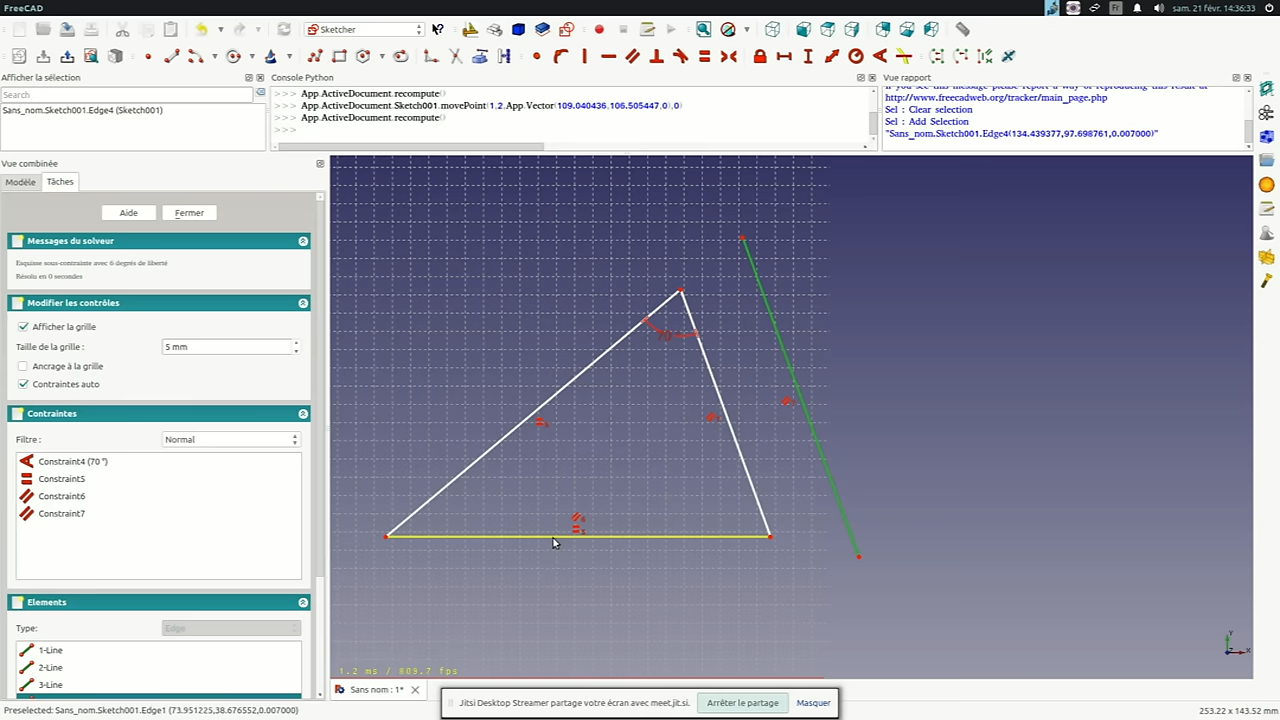 FreeCAD
Fr
sam. 21 févr. 14:36:33
Sketcher
Afficher la sélection
Console Python
Vue rapport
Search
Sans_nom.Sketch001.Edge4 (Sketch001)
>>> App.ActiveDocument.recompute()
>>> App.ActiveDocument.Sketch001.movePoint(1,2,App.Vector(109.040436,106.505447,0),0)
>>> App.ActiveDocument.recompute()
>>>
http://www.freecadweb.org/tracker/main_page.php
Sel : Clear selection
Sel : Add Selection
"Sans_nom.Sketch001.Edge4(134.439377,97.698761,0.007000)"
Vue combinée
Modèle
Tâches
Aide
Fermer
Messages du solveur
Esquisse sous-contrainte avec 6 degrés de liberté
Résolu en 0 secondes
Modifier les contrôles
Afficher la grille
Taille de la grille :
5 mm
Ancrage à la grille
Contraintes auto
Contraintes
Filtre :
Normal
Constraint4 (70 °)
Constraint5
Constraint6
Constraint7
Elements
Type:
Edge
1-Line
2-Line
3-Line
1.2 ms / 809.7 fps
Sans nom : 1*
Jitsi Desktop Streamer partage votre écran avec meet.jit.si.
Arrêter le partage
Masquer
Preselected: Sans_nom.Sketch001.Edge1 (73.951225,38.676552,0.007000)
253.22 x 143.52 mm